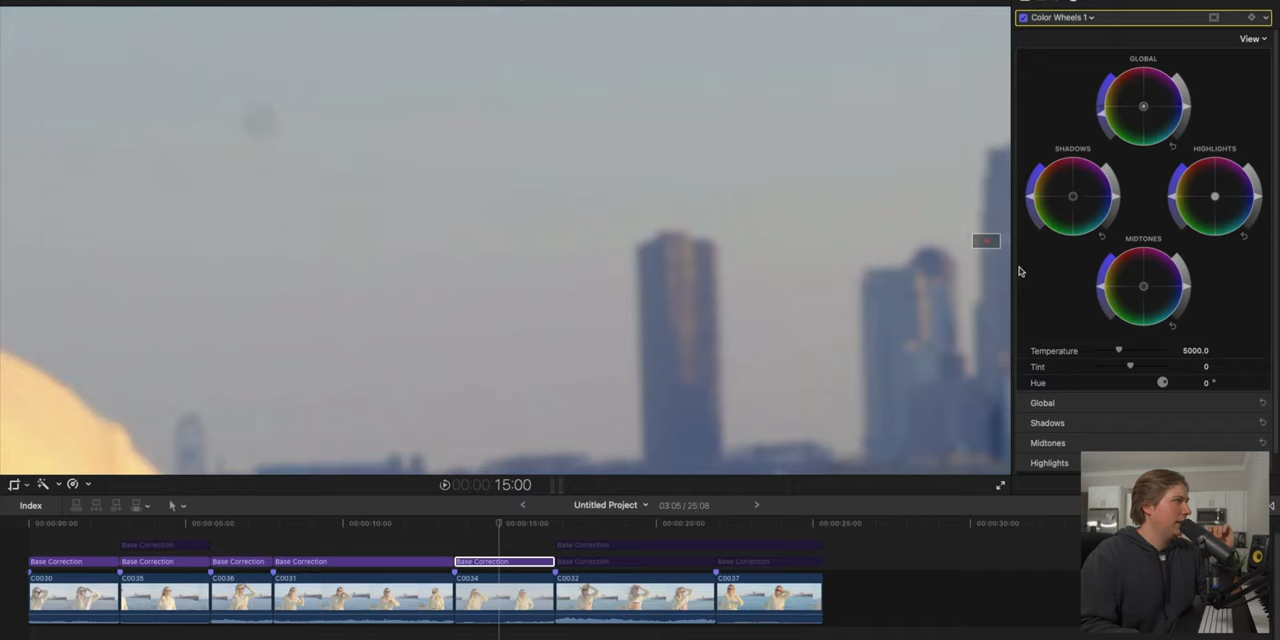 Color Wheels 1
View
GLOBAL
SHADOWS
HIGHLIGHTS
MIDTONES
Temperature 5000.0
Tint 0
Hue 0 °
Global
Shadows
Midtones
Highlights
00:00:00:15:00
Index
Untitled Project
03:05 / 25:08
00:00:00:00
00:00:05:00
00:00:10:00
00:00:15:00
00:00:20:00
00:00:25:00
00:00:30:00
Base Correction
Base Correction
Base Correction
Base Correction
Base Correction
Base Correction
Base Correction
Base Correction
Base Correction
C0030
C0035
C0036
C0031
C0034
C0032
C0037